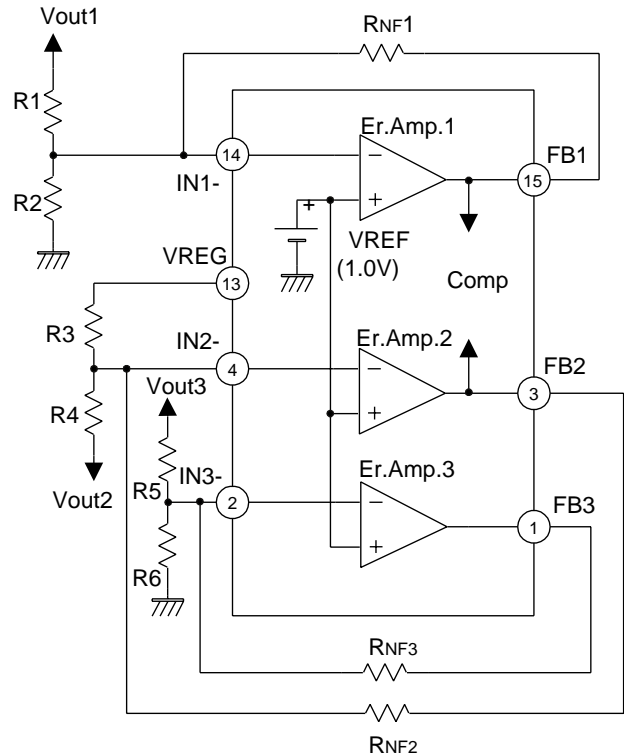 Vout1
RNF1
R1
Er.Amp.1
FB1
14
−
15
IN1-
+
+
R2
VREF
(1.0V)
VREG
13
Comp
R3
IN2-
Er.Amp.2
FB2
4
−
3
Vout3
R4
+
IN3-
Er.Amp.3
FB3
Vout2
R5
2
−
1
R6
+
RNF3
RNF2